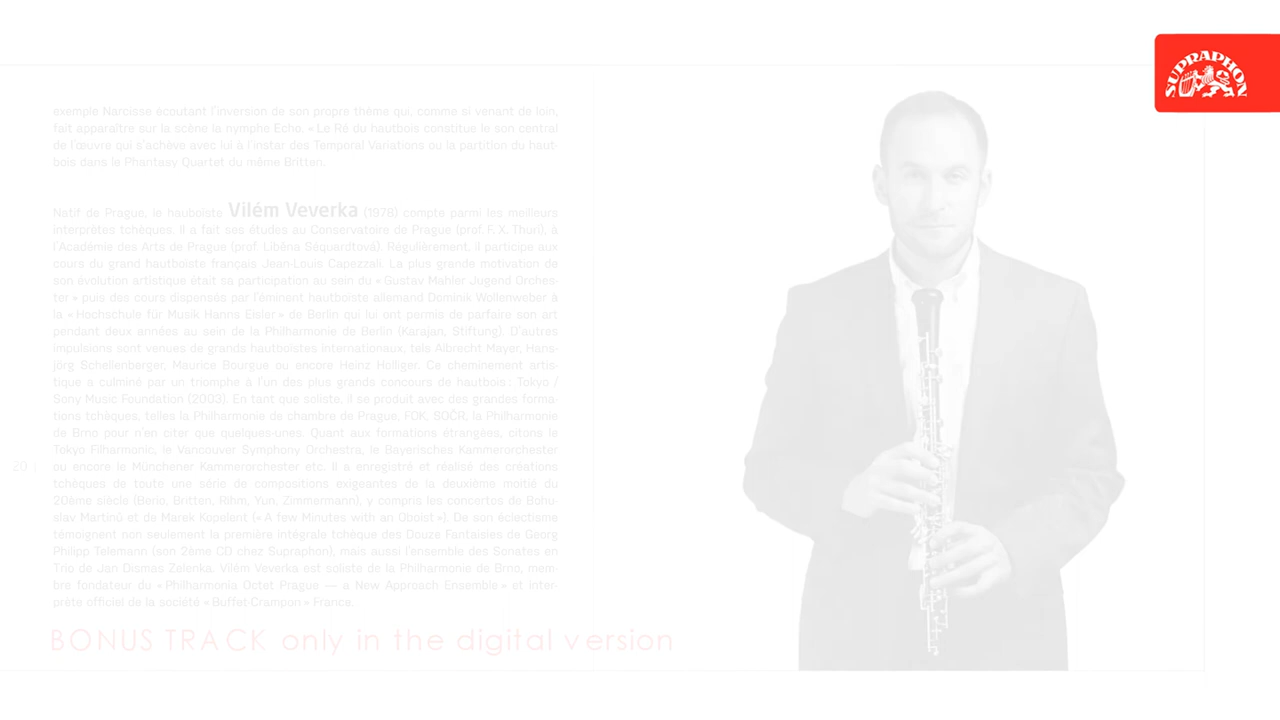 SUPRAPHON
exemple Narcisse écoutant l'inversion de son propre thème qui, comme si venant de loin,
fait apparaître sur la scène la nymphe Echo. « Le Ré du hautbois constitue le son central
de l'œuvre qui s'achève avec lui à l'instar des Temporal Variations ou la partition du haut-
bois dans le Phantasy Quartet du même Britten.
Natif de Prague, le hauboïste Vilém Veverka (1978) compte parmi les meilleurs
interprètes tchèques. Il a fait ses études au Conservatoire de Prague (prof. F. X. Thuri), à
l'Académie des Arts de Prague (prof. Liběna Séquardtová). Régulièrement, il participe aux
cours du grand hautboïste français Jean-Louis Capezzali. La plus grande motivation de
son évolution artistique était sa participation au sein du « Gustav Mahler Jugend Orches-
ter » puis des cours dispensés par l'éminent hautboïste allemand Dominik Wollenweber à
la « Hochschule für Musik Hanns Eisler » de Berlin qui lui ont permis de parfaire son art
pendant deux années au sein de la Philharmonie de Berlin (Karajan, Stiftung). D'autres
impulsions sont venues de grands hautboïstes internationaux, tels Albrecht Mayer, Hans-
jörg Schellenberger, Maurice Bourgue ou encore Heinz Holliger. Ce cheminement artis-
tique a culminé par un triomphe à l'un des plus grands concours de hautbois : Tokyo /
Sony Music Foundation (2003). En tant que soliste, il se produit avec des grandes forma-
tions tchèques, telles la Philharmonie de chambre de Prague, FOK, SOČR, la Philharmonie
de Brno pour n'en citer que quelques-unes. Quant aux formations étrangées, citons le
Tokyo Filharmonic, le Vancouver Symphony Orchestra, le Bayerisches Kammerorchester
20 | ou encore le Münchener Kammerorchester etc. Il a enregistré et réalisé des créations
tchèques de toute une série de compositions exigeantes de la deuxième moitié du
20ème siècle (Berio, Britten, Rihm, Yun, Zimmermann), y compris les concertos de Bohu-
slav Martinů et de Marek Kopelent (« A few Minutes with an Oboist »). De son éclectisme
témoignent non seulement la première intégrale tchèque des Douze Fantaisies de Georg
Philipp Telemann (son 2ème CD chez Supraphon), mais aussi l'ensemble des Sonates en
Trio de Jan Dismas Zelenka. Vilém Veverka est soliste de la Philharmonie de Brno, mem-
bre fondateur du « Philharmonia Octet Prague — a New Approach Ensemble » et inter-
prète officiel de la société « Buffet-Crampon » France.
BONUS TRACK only in the digital version